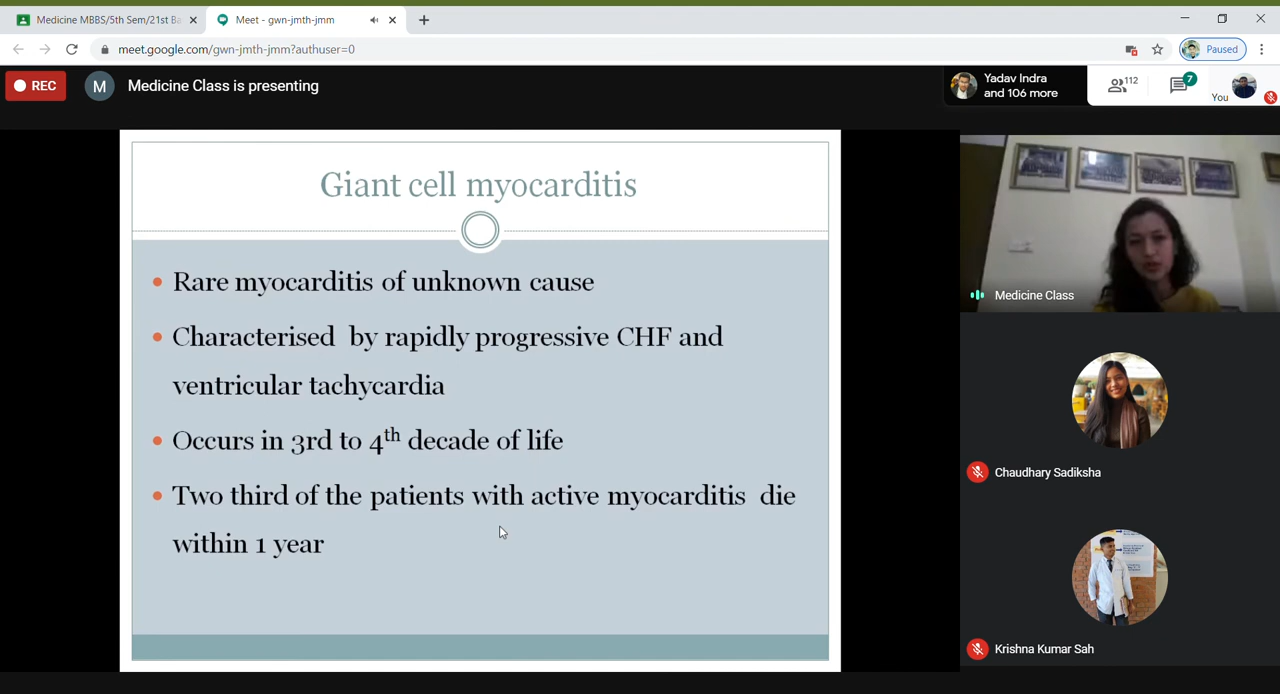 Medicine MBBS/5th Sem/21st Ba
Meet - gwn-jmth-jmm
meet.google.com/gwn-jmth-jmm?authuser=0
Paused
REC
M
Medicine Class is presenting
Yadav Indra
and 106 more
112
7
You
Giant cell myocarditis
• Rare myocarditis of unknown cause
• Characterised by rapidly progressive CHF and
ventricular tachycardia
• Occurs in 3rd to 4th decade of life
• Two third of the patients with active myocarditis die
within 1 year
Medicine Class
Chaudhary Sadiksha
Krishna Kumar Sah